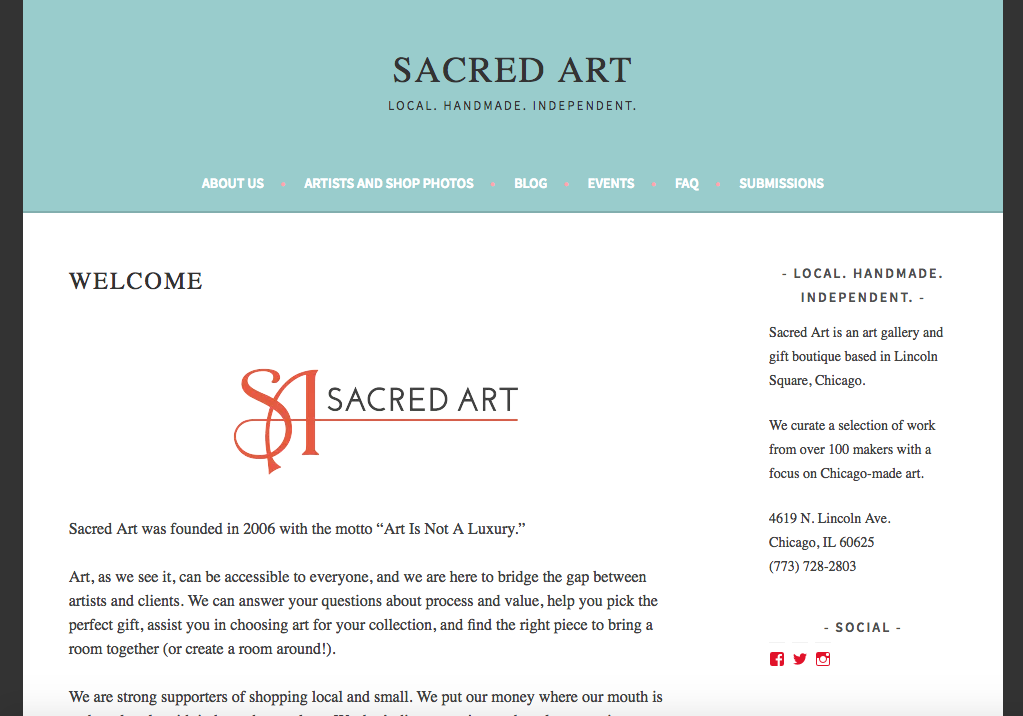 SACRED ART
LOCAL. HANDMADE. INDEPENDENT.
ABOUT US
ARTISTS AND SHOP PHOTOS
BLOG
EVENTS
FAQ
SUBMISSIONS
WELCOME
SA SACRED ART
Sacred Art was founded in 2006 with the motto “Art Is Not A Luxury.”
Art, as we see it, can be accessible to everyone, and we are here to bridge the gap between
artists and clients. We can answer your questions about process and value, help you pick the
perfect gift, assist you in choosing art for your collection, and find the right piece to bring a
room together (or create a room around!).
We are strong supporters of shopping local and small. We put our money where our mouth is
- LOCAL. HANDMADE.
INDEPENDENT. -
Sacred Art is an art gallery and
gift boutique based in Lincoln
Square, Chicago.
We curate a selection of work
from over 100 makers with a
focus on Chicago-made art.
4619 N. Lincoln Ave.
Chicago, IL 60625
(773) 728-2803
- SOCIAL -